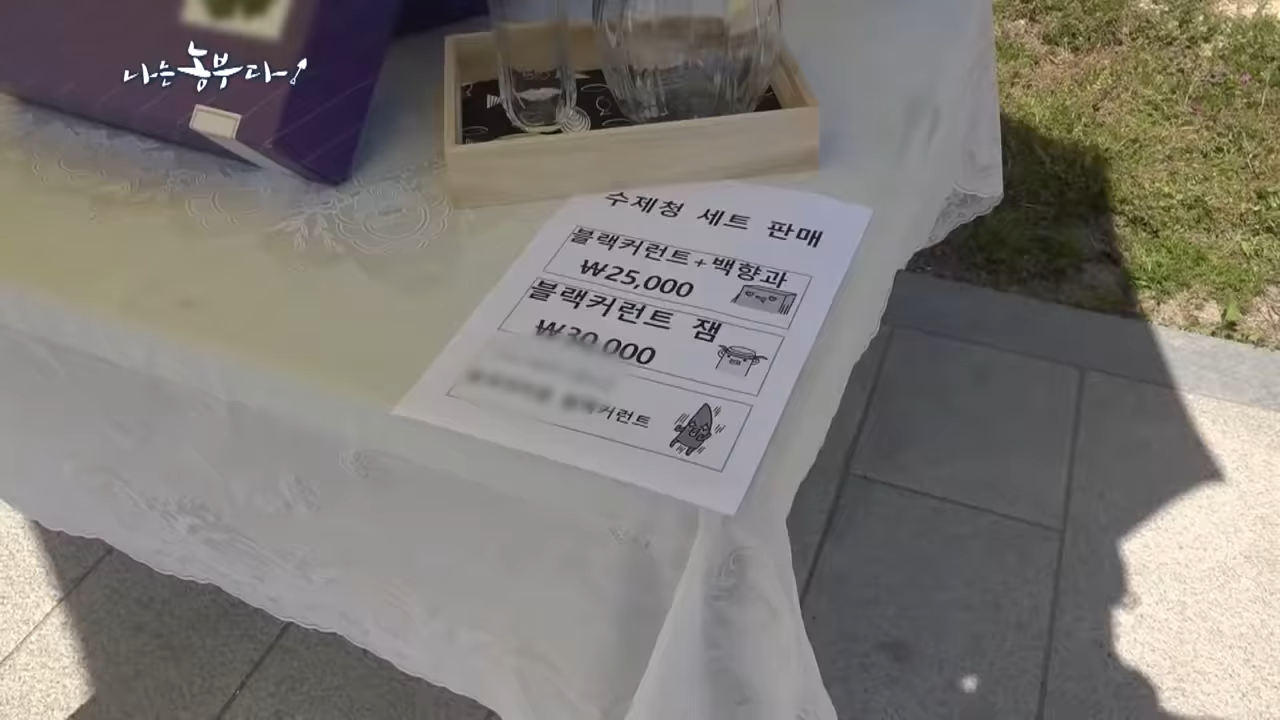 나는 농부다!
수제청 세트 판매
블랙커런트+백향과
₩25,000
블랙커런트 잼
₩30,000
커런트